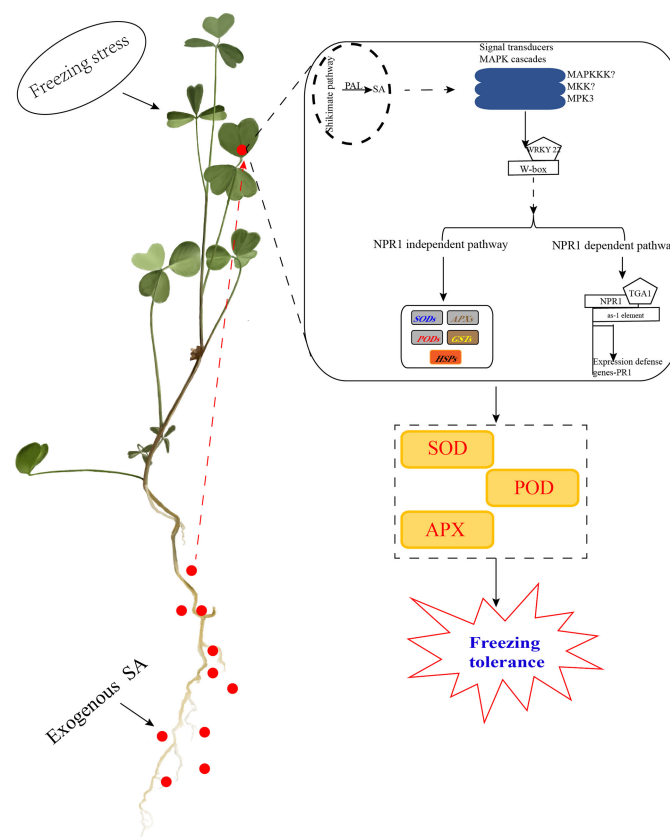 Freezing stress
Shikimate pathway
PAL
SA
Signal transducers
MAPK cascades
MAPKKK?
MKK?
MPK3
WRKY 22
W-box
NPR1 independent pathway
NPR1 dependent pathwa
SODs
APXs
PODs
GSTs
HSPs
TGA1
NPR1
as-1 element
Expression defense
genes-PR1
SOD
POD
APX
Freezing
tolerance
Exogenous SA